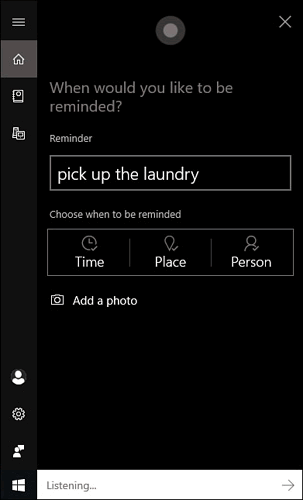 When would you like to be
reminded?
Reminder
pick up the laundry
Choose when to be reminded
Time Place Person
Add a photo
Listening...